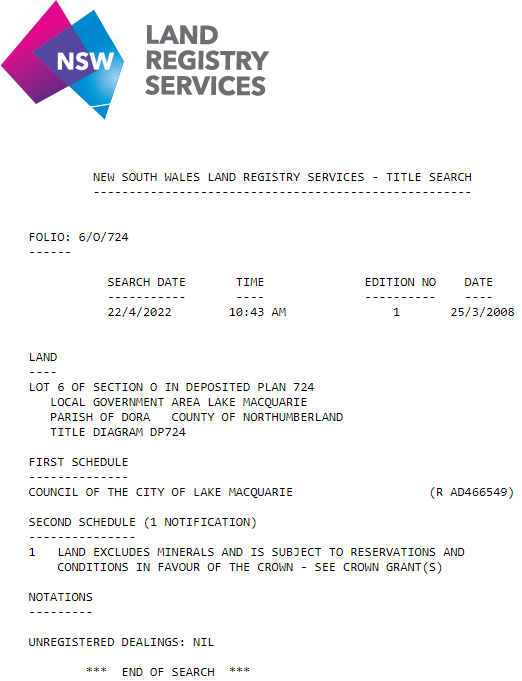 NSW
LAND
REGISTRY
SERVICES
NEW SOUTH WALES LAND REGISTRY SERVICES - TITLE SEARCH
-----------------------------------------------------
FOLIO: 6/O/724
------
SEARCH DATE TIME EDITION NO DATE
----------- ---- ---------- ----
22/4/2022 10:43 AM 1 25/3/2008
LAND
----
LOT 6 OF SECTION O IN DEPOSITED PLAN 724
LOCAL GOVERNMENT AREA LAKE MACQUARIE
PARISH OF DORA COUNTY OF NORTHUMBERLAND
TITLE DIAGRAM DP724
FIRST SCHEDULE
--------------
COUNCIL OF THE CITY OF LAKE MACQUARIE (R AD466549)
SECOND SCHEDULE (1 NOTIFICATION)
---------------
1 LAND EXCLUDES MINERALS AND IS SUBJECT TO RESERVATIONS AND
CONDITIONS IN FAVOUR OF THE CROWN - SEE CROWN GRANT(S)
NOTATIONS
---------
UNREGISTERED DEALINGS: NIL
*** END OF SEARCH ***